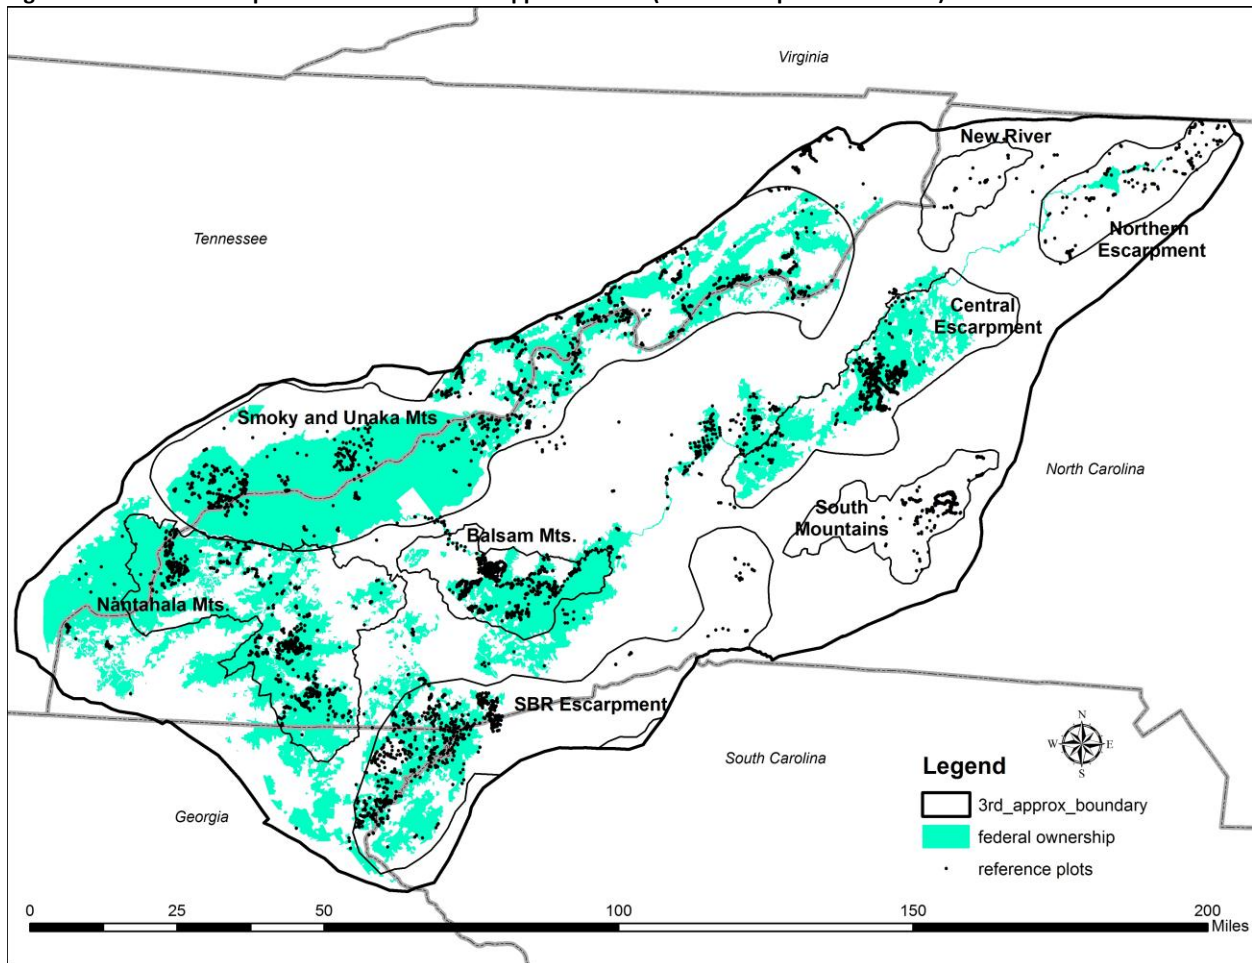 Virginia
New River
Tennessee
Northern
Escarpment
Central
Escarpment
Smoky and Unaka Mts
North Carolina
South
Mountains
Balsam Mts.
Nantahala Mts.
SBR Escarpment
N
W
E
S
South Carolina
Legend
3rd_approx_boundary
Georgia
federal ownership
reference plots
0 25 50 100 150 200
Miles